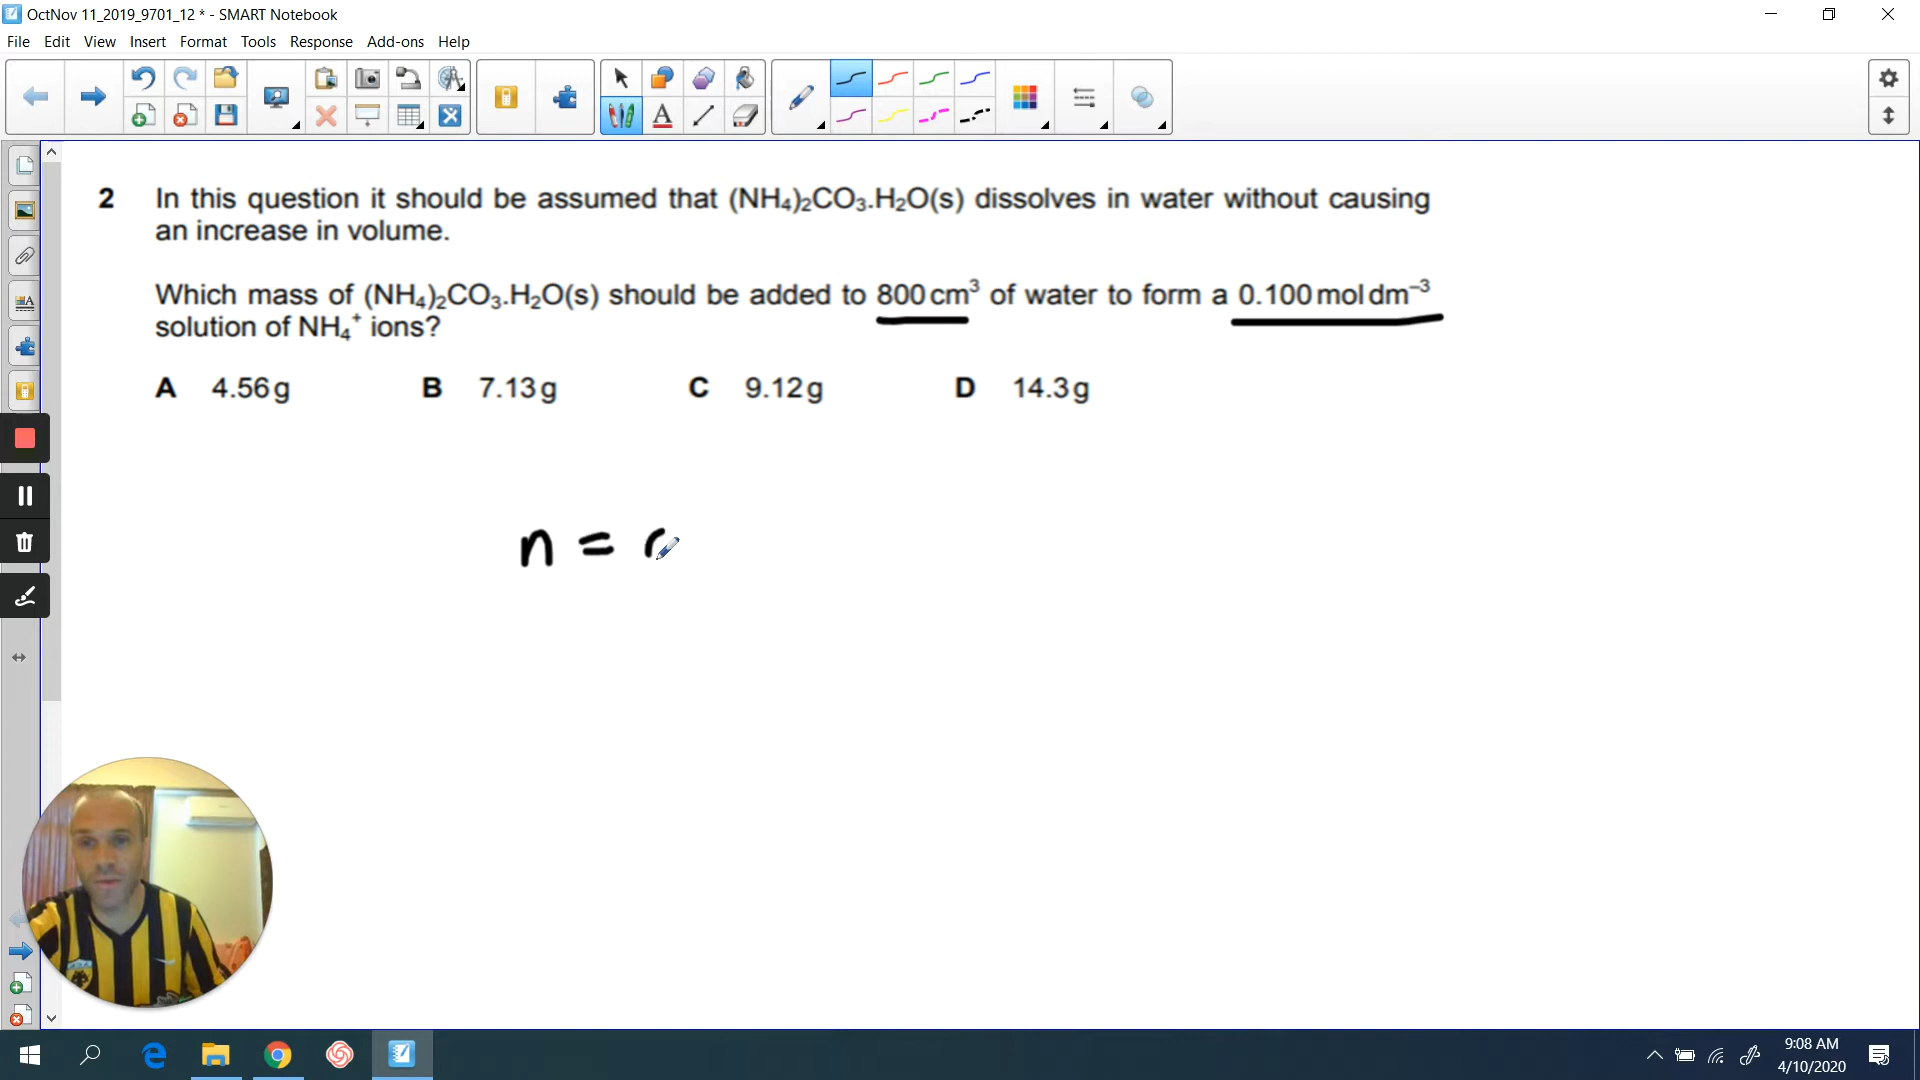 OctNov 11_2019_9701_12 * - SMART Notebook
File Edit View Insert Format Tools Response Add-ons Help
2 In this question it should be assumed that (NH₄)₂CO₃.H₂O(s) dissolves in water without causing
an increase in volume.
Which mass of (NH₄)₂CO₃.H₂O(s) should be added to 800 cm³ of water to form a 0.100 mol dm⁻³
solution of NH₄⁺ ions?
A 4.56 g B 7.13 g C 9.12 g D 14.3 g
n =
9:08 AM
4/10/2020